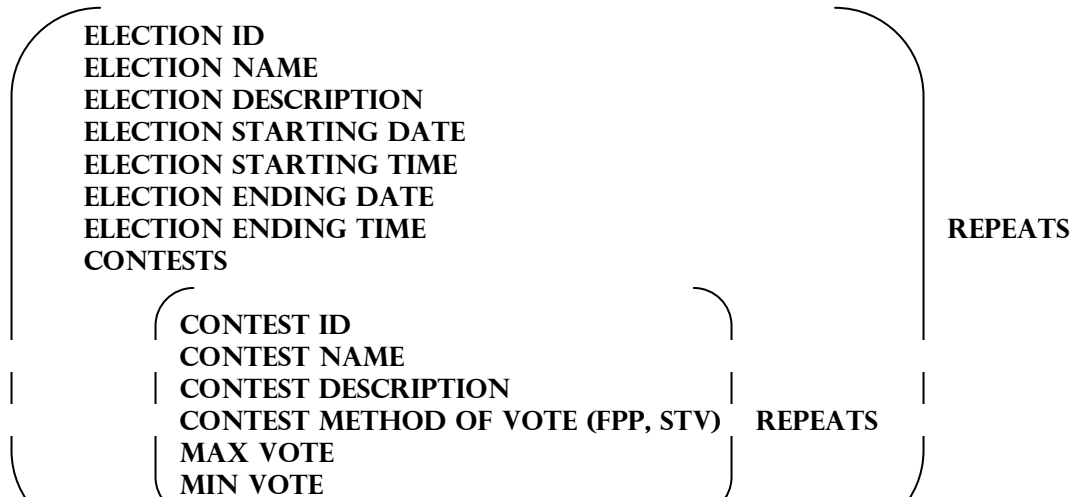 ELECTION ID
ELECTION NAME
ELECTION DESCRIPTION
ELECTION STARTING DATE
ELECTION STARTING TIME
ELECTION ENDING DATE
ELECTION ENDING TIME REPEATS
CONTESTS
CONTEST ID
CONTEST NAME
CONTEST DESCRIPTION
CONTEST METHOD OF VOTE (FPP, STV) REPEATS
MAX VOTE
MIN VOTE